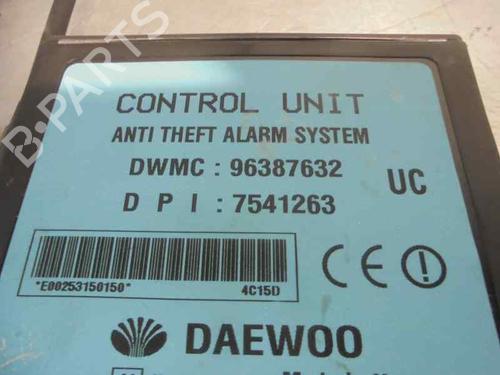 CONTROL UNIT
ANTI THEFT ALARM SYSTEM
DWMC : 96387632
UC
D P I : 7541263
*E00253150150*
4C15D
CE
DAEWOO
B-PARTS